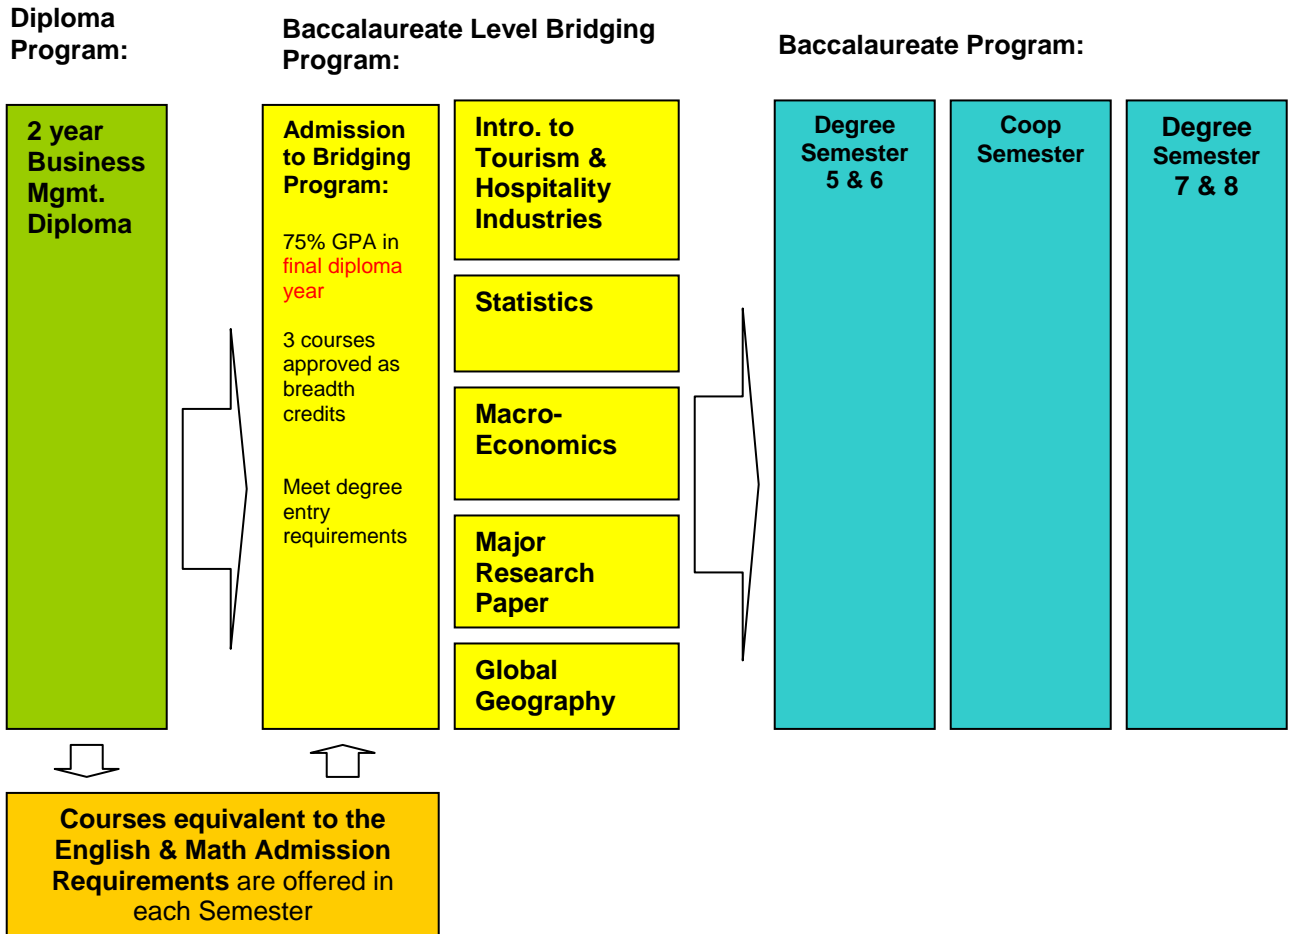 Diploma
Program:
Baccalaureate Level Bridging
Program:
Baccalaureate Program:
2 year
Business
Mgmt.
Diploma
Admission
to Bridging
Program:
75% GPA in
final diploma
year
3 courses
approved as
breadth
credits
Meet degree
entry
requirements
Intro. to
Tourism &
Hospitality
Industries
Statistics
Macro-
Economics
Major
Research
Paper
Global
Geography
Degree
Semester
5 & 6
Coop
Semester
Degree
Semester
7 & 8
Courses equivalent to the
English & Math Admission
Requirements are offered in
each Semester